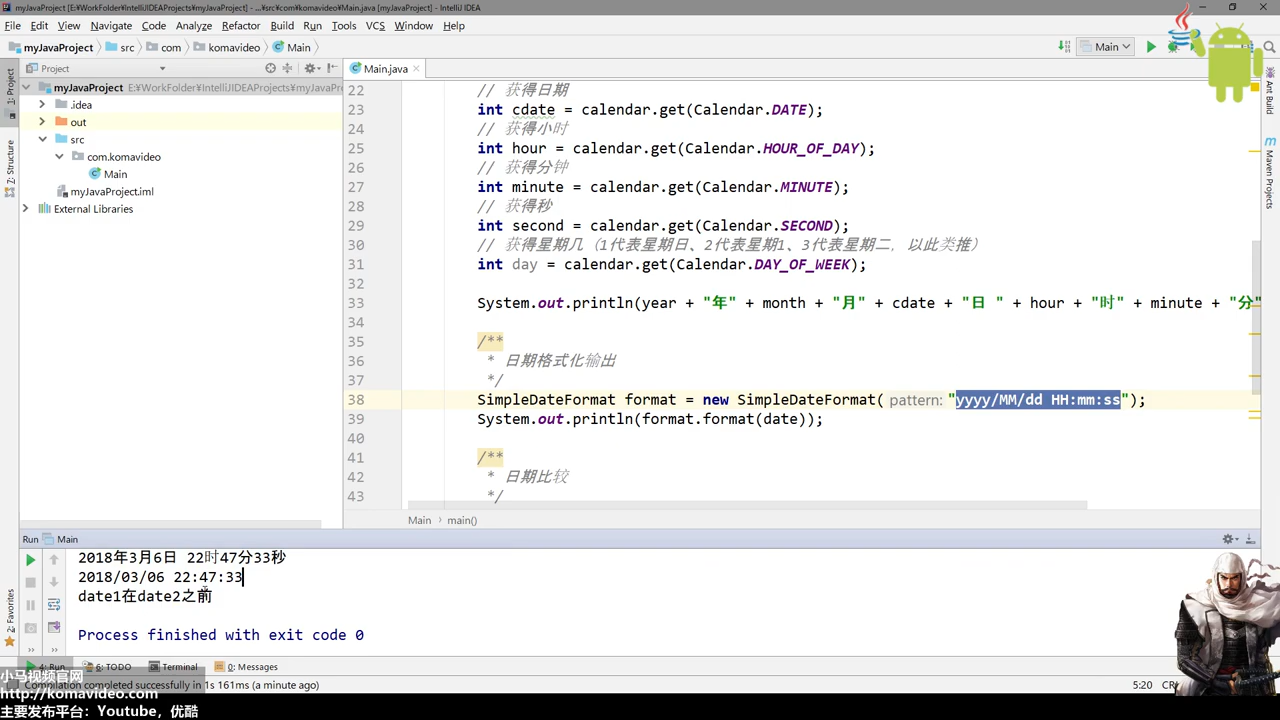 myJavaProject [E:¥WorkFolder¥IntelliJIDEAProjects¥myJavaProject] - ...¥src¥com¥komavideo¥Main.java [myJavaProject] - IntelliJ IDEA
File Edit View Navigate Code Analyze Refactor Build Run Tools VCS Window Help
myJavaProject src com komavideo Main
Main
Project
Main.java
myJavaProject E:¥WorkFolder¥IntelliJIDEAProjects¥myJavaPro
.idea
out
src
com.komavideo
Main
myJavaProject.iml
External Libraries
1: Project
7: Structure
2: Favorites
Ant Build
Maven Projects
22 // 获得日期
23 int cdate = calendar.get(Calendar.DATE);
24 // 获得小时
25 int hour = calendar.get(Calendar.HOUR_OF_DAY);
26 // 获得分钟
27 int minute = calendar.get(Calendar.MINUTE);
28 // 获得秒
29 int second = calendar.get(Calendar.SECOND);
30 // 获得星期几（1代表星期日、2代表星期1、3代表星期二，以此类推）
31 int day = calendar.get(Calendar.DAY_OF_WEEK);
32
33 System.out.println(year + "年" + month + "月" + cdate + "日 " + hour + "时" + minute + "分"
34
35 /**
36 * 日期格式化输出
37 */
38 SimpleDateFormat format = new SimpleDateFormat( pattern: "yyyy/MM/dd HH:mm:ss");
39 System.out.println(format.format(date));
40
41 /**
42 * 日期比较
43 */
Main › main()
Run Main
2018年3月6日 22时47分33秒
2018/03/06 22:47:33
date1在date2之前
Process finished with exit code 0
4: Run 6: TODO Terminal 0: Messages
Compilation completed successfully in 1s 161ms (a minute ago)
5:20
小马视频官网
http://komavideo.com
主要发布平台：Youtube，优酷